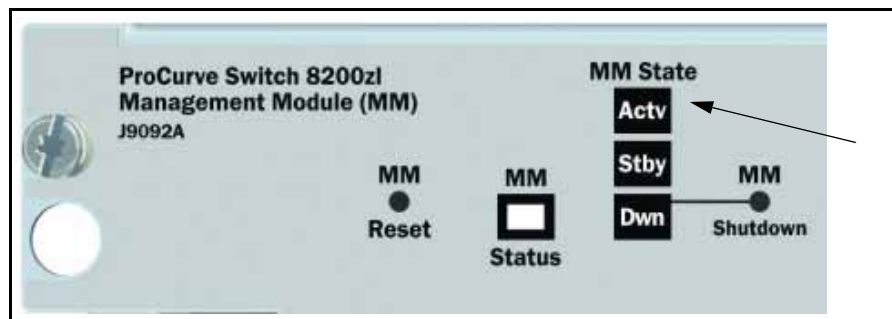 ProCurve Switch 8200zl
Management Module (MM)
J9092A
MM State
Actv
Stby
Dwn
MM
Reset
MM
Status
MM
Shutdown